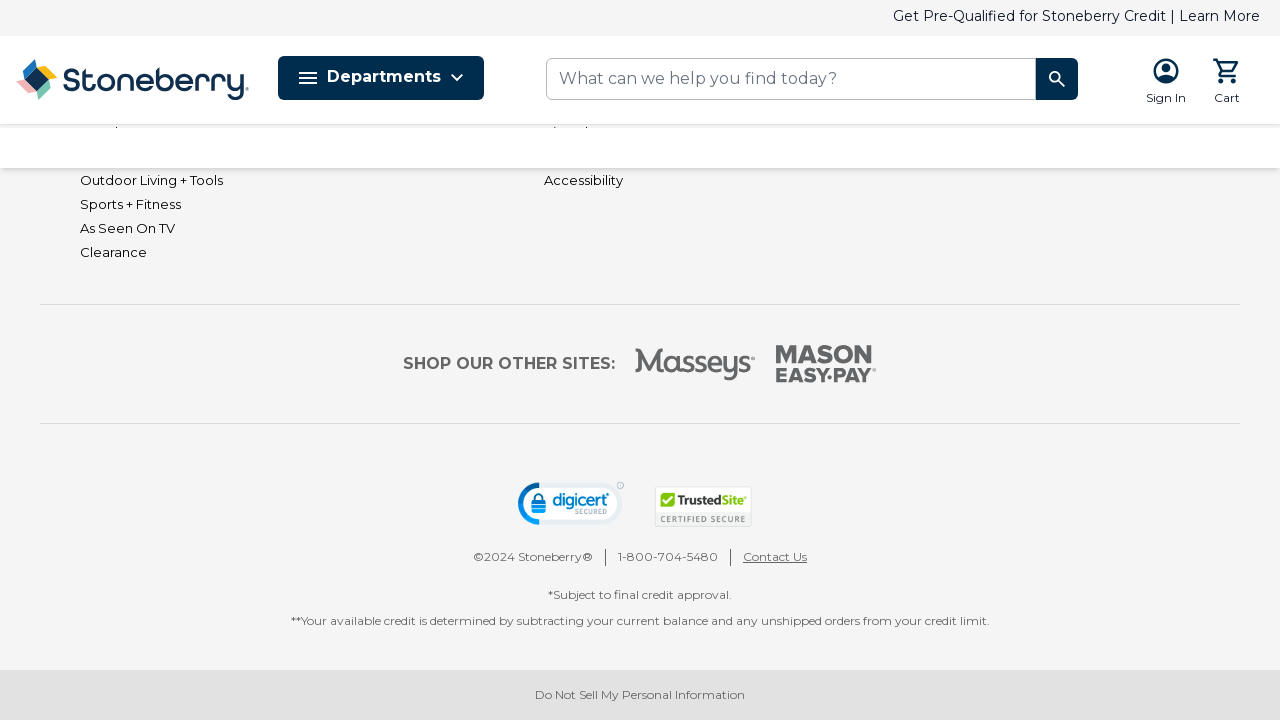 Get Pre-Qualified for Stoneberry Credit | Learn More
Stoneberry®
Departments
What can we help you find today?
Sign In
Cart
Outdoor Living + Tools
Accessibility
Sports + Fitness
As Seen On TV
Clearance
SHOP OUR OTHER SITES:
Masseys
MASON
EASY•PAY®
digicert
SECURED
TrustedSite®
CERTIFIED SECURE
©2024 Stoneberry®
1-800-704-5480
Contact Us
*Subject to final credit approval.
**Your available credit is determined by subtracting your current balance and any unshipped orders from your credit limit.
Do Not Sell My Personal Information